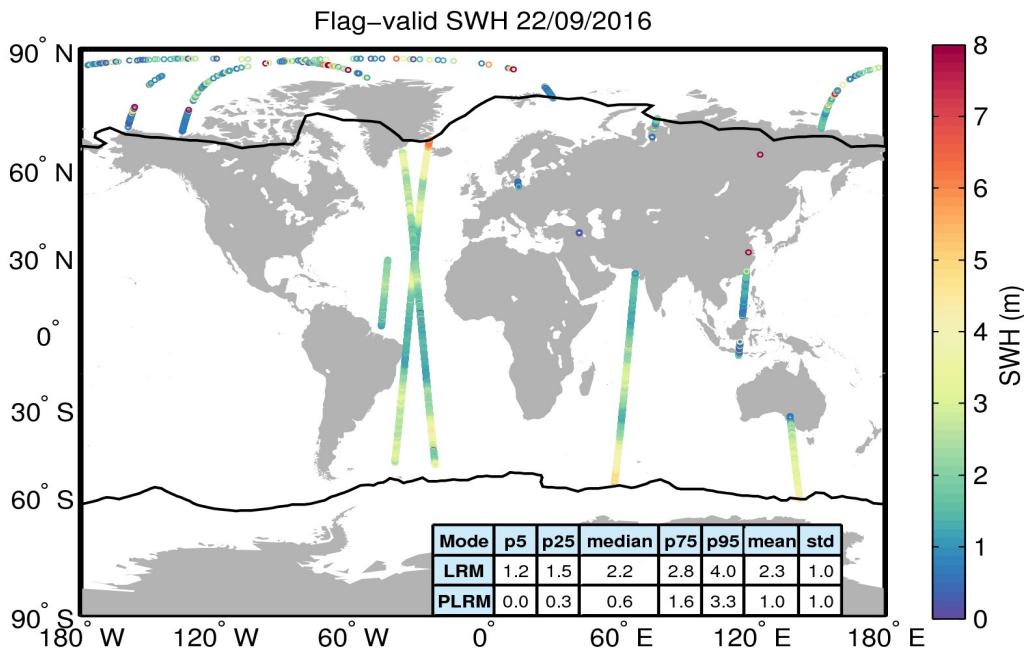 Flag-valid SWH 22/09/2016
90° N
60° N
30° N
0°
30° S
60° S
90° S
180° W 120° W 60° W 0° 60° E 120° E 180° E
Mode p5 p25 median p75 p95 mean std
LRM 1.2 1.5 2.2 2.8 4.0 2.3 1.0
PLRM 0.0 0.3 0.6 1.6 3.3 1.0 1.0
8
7
6
5
4
3
2
1
0
SWH (m)